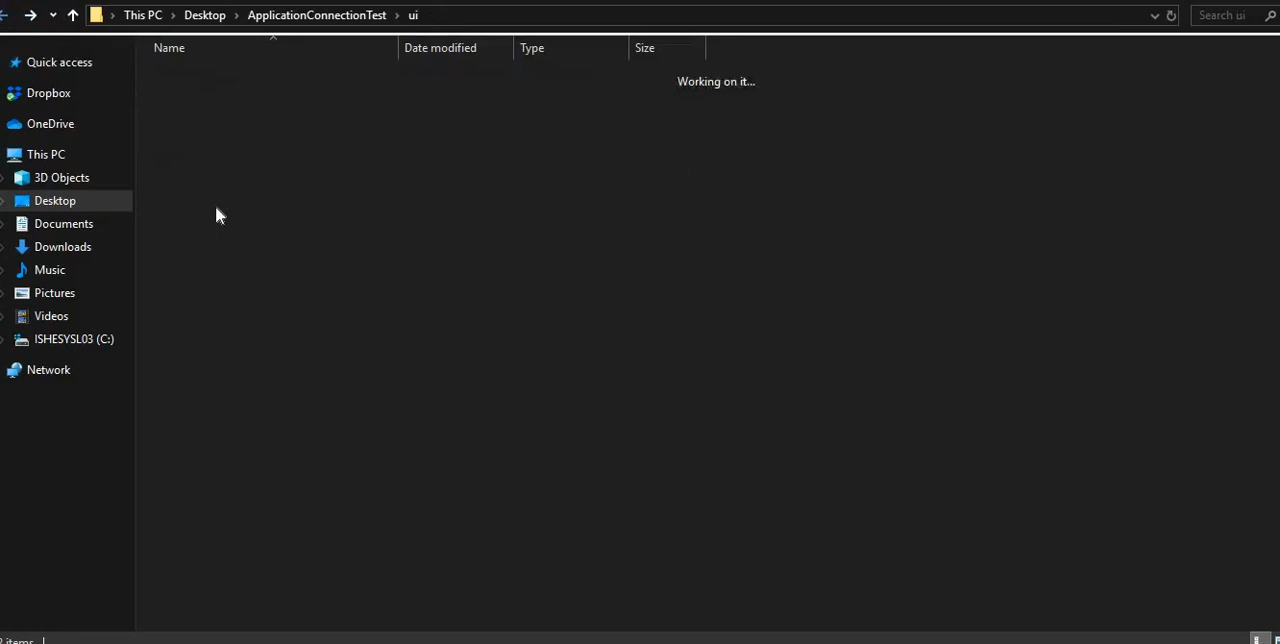 This PC > Desktop > ApplicationConnectionTest > ui
Search ui
Name Date modified Type Size
Working on it...
Quick access
Dropbox
OneDrive
This PC
3D Objects
Desktop
Documents
Downloads
Music
Pictures
Videos
ISHESYSL03 (C:)
Network
items